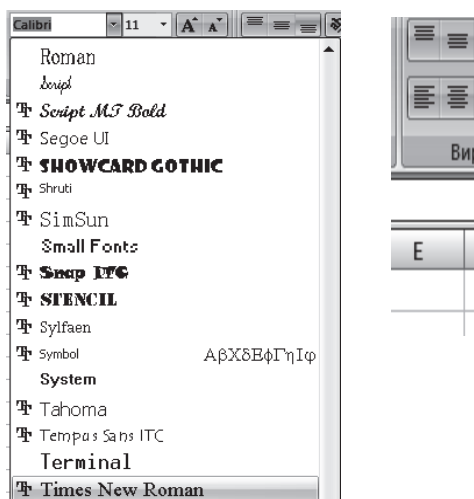 Calibri 11 A A
Roman
Script
Script MT Bold
Segoe UI
SHOWCARD GOTHIC
Shruti
SimSun
Small Fonts
Snap ITC
STENCIL
Sylfaen
Symbol ΑβΧδΕϕΓηΙφ
System
Tahoma
Tempus Sans ITC
Terminal
Times New Roman
Вир
E